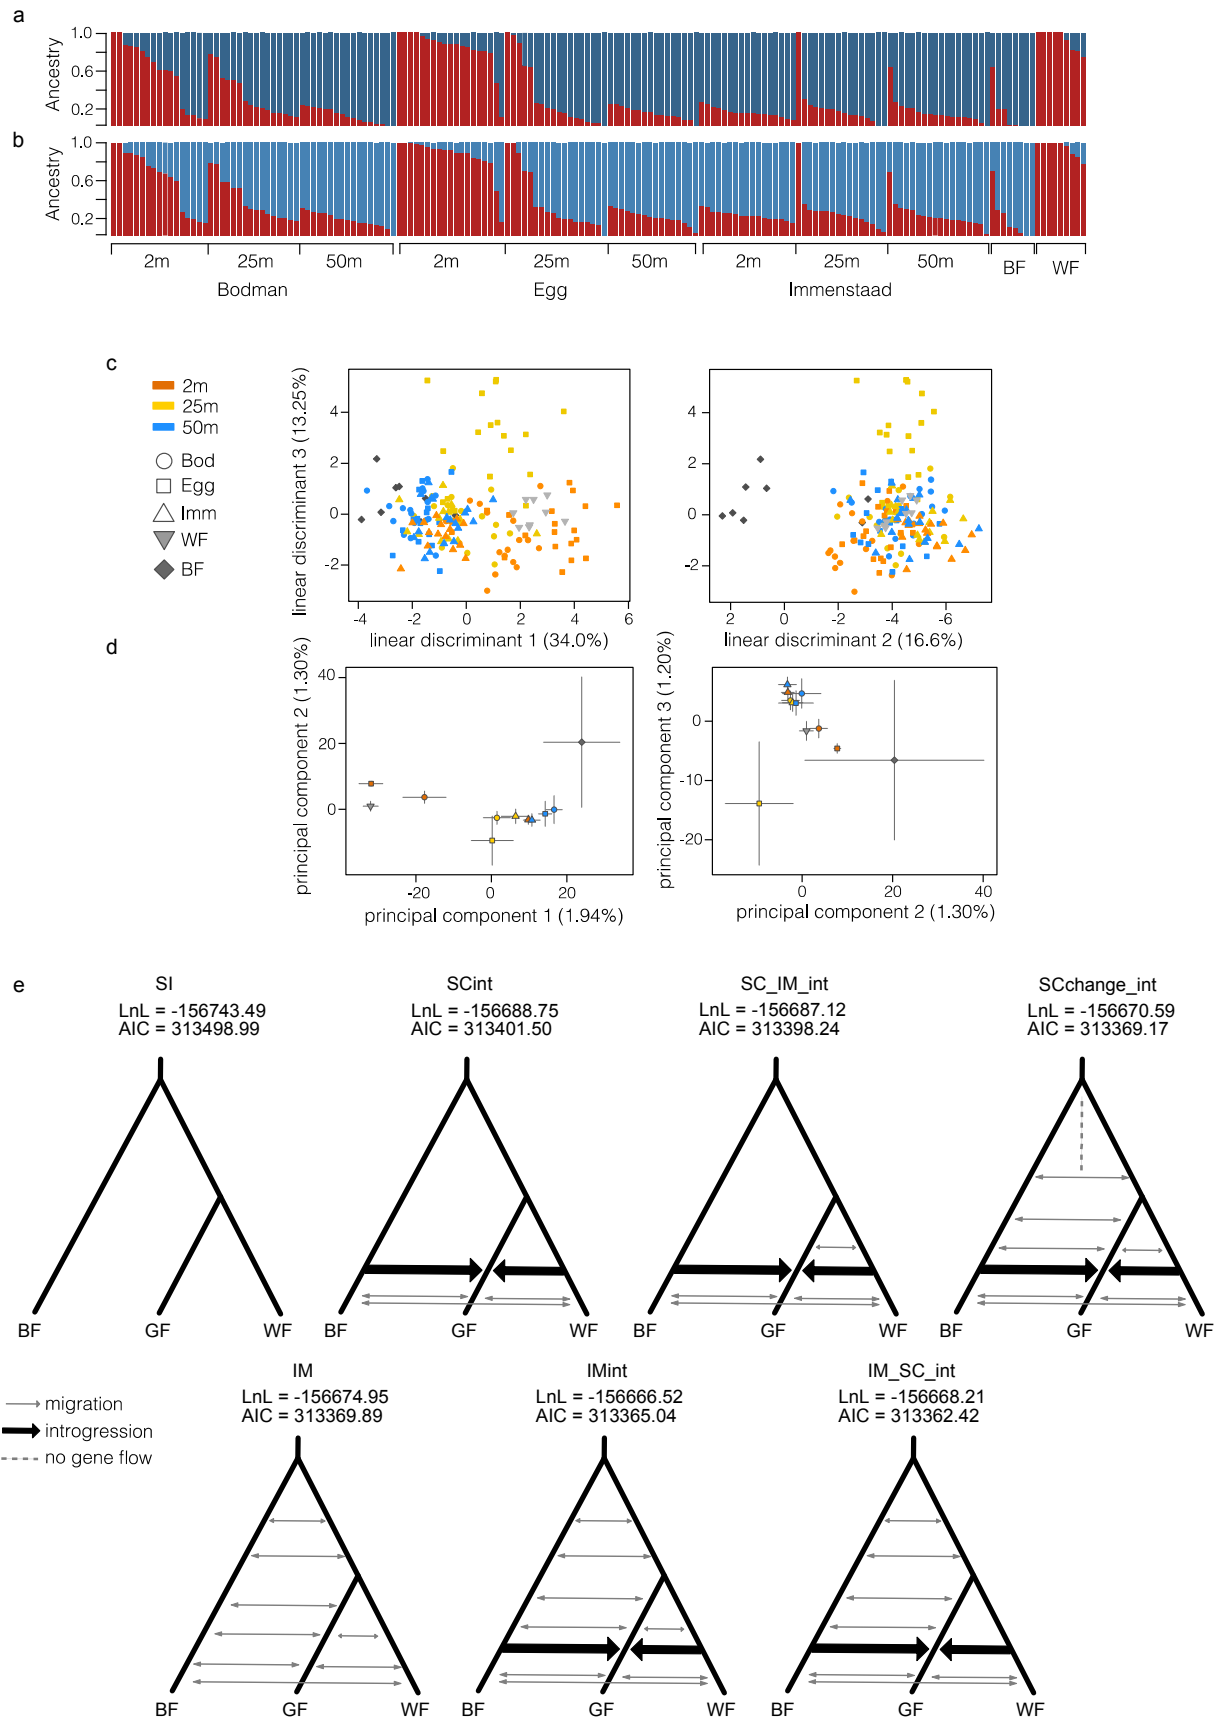 a
1.0
0.6
0.2
Ancestry
b
1.0
0.6
0.2
Ancestry
2m 25m 50m 2m 25m 50m 2m 25m 50m BF WF
Bodman Egg Immenstaad
c
2m
25m
50m
Bod
Egg
Imm
WF
BF
linear discriminant 3 (13.25%)
4
2
0
-2
-4 -2 0 2 4 6
linear discriminant 1 (34.0%)
4
2
0
-2
2 0 -2 -4 -6
linear discriminant 2 (16.6%)
d
principal component 2 (1.30%)
40
20
0
-20 0 20
principal component 1 (1.94%)
principal component 3 (1.20%)
0
-10
-20
0 20 40
principal component 2 (1.30%)
e
SI
LnL = -156743.49
AIC = 313498.99
BF GF WF
SCint
LnL = -156688.75
AIC = 313401.50
BF GF WF
SC_IM_int
LnL = -156687.12
AIC = 313398.24
BF GF WF
SCchange_int
LnL = -156670.59
AIC = 313369.17
BF GF WF
migration
introgression
no gene flow
IM
LnL = -156674.95
AIC = 313369.89
BF GF WF
IMint
LnL = -156666.52
AIC = 313365.04
BF GF WF
IM_SC_int
LnL = -156668.21
AIC = 313362.42
BF GF WF